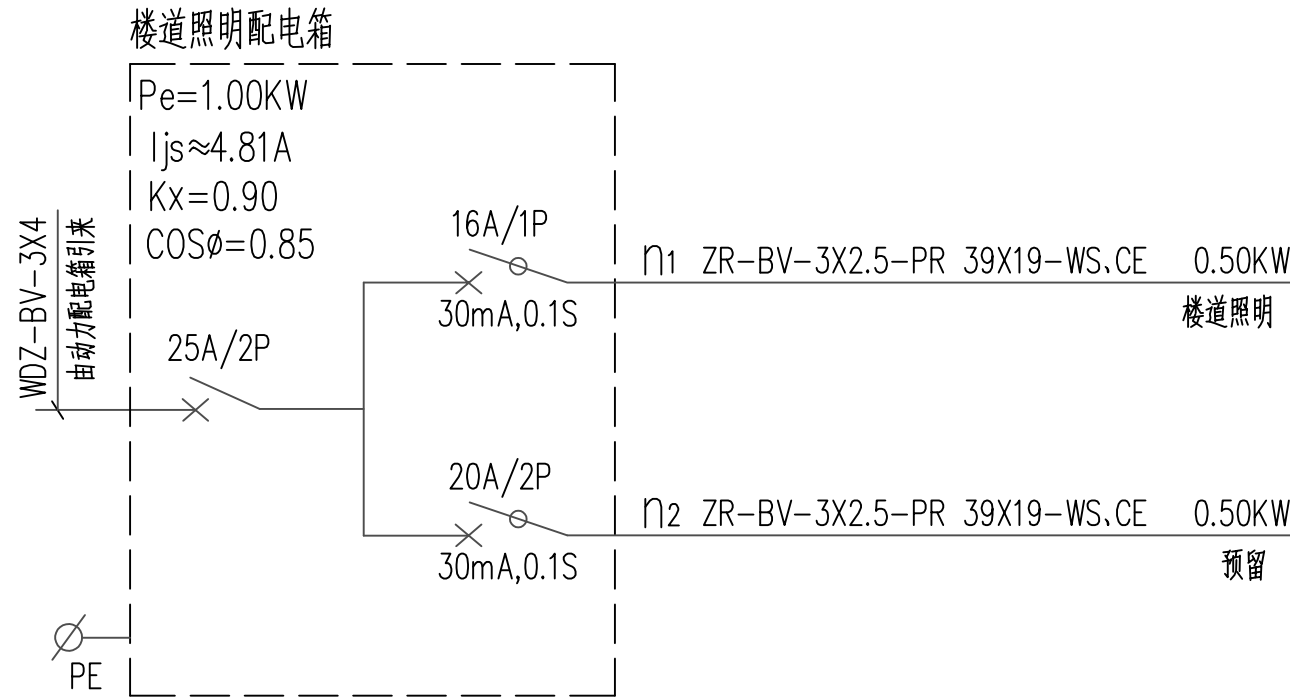 楼道照明配电箱
Pe=1.00KW
Ijs≈4.81A
Kx=0.90
COSø=0.85
WDZ-BV-3X4
由动力配电箱引来
25A/2P
16A/1P
30mA,0.1S
n1 ZR-BV-3X2.5-PR 39X19-WS、CE 0.50KW
楼道照明
20A/2P
30mA,0.1S
n2 ZR-BV-3X2.5-PR 39X19-WS、CE 0.50KW
预留
PE